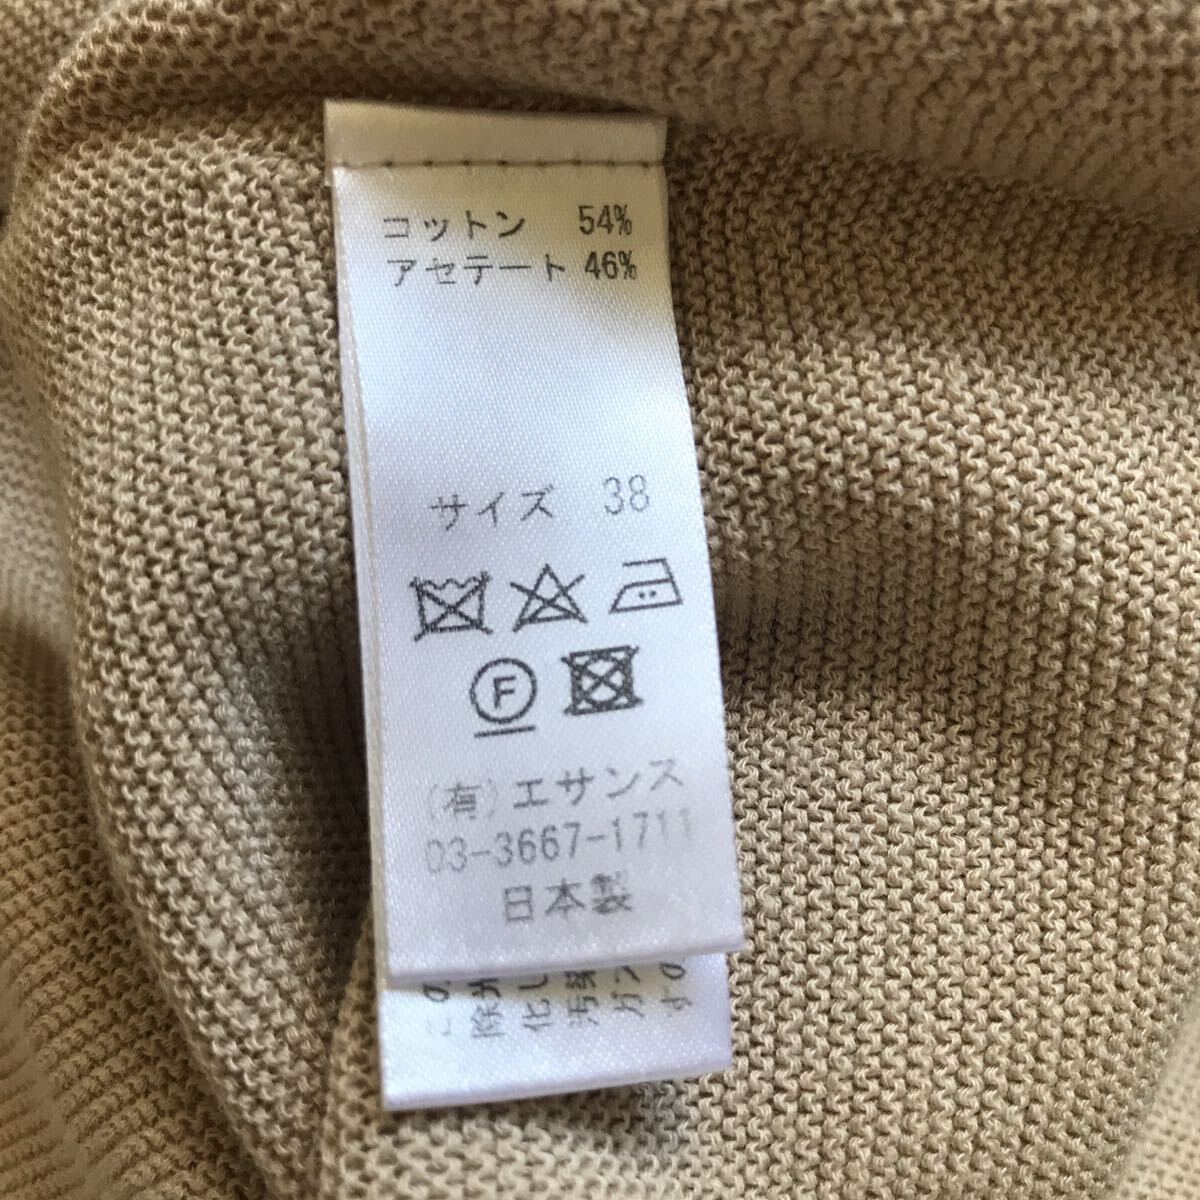 コットン 54%
アセテート 46%
サイズ 38
F
(有)エサンス
03-3667-1711
日本製